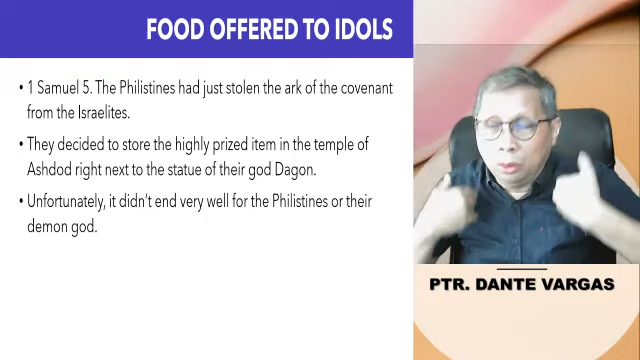 FOOD OFFERED TO IDOLS
• 1 Samuel 5. The Philistines had just stolen the ark of the covenant
from the Israelites.
• They decided to store the highly prized item in the temple of
Ashdod right next to the statue of their god Dagon.
• Unfortunately, it didn’t end very well for the Philistines or their
demon god.
PTR. DANTE VARGAS